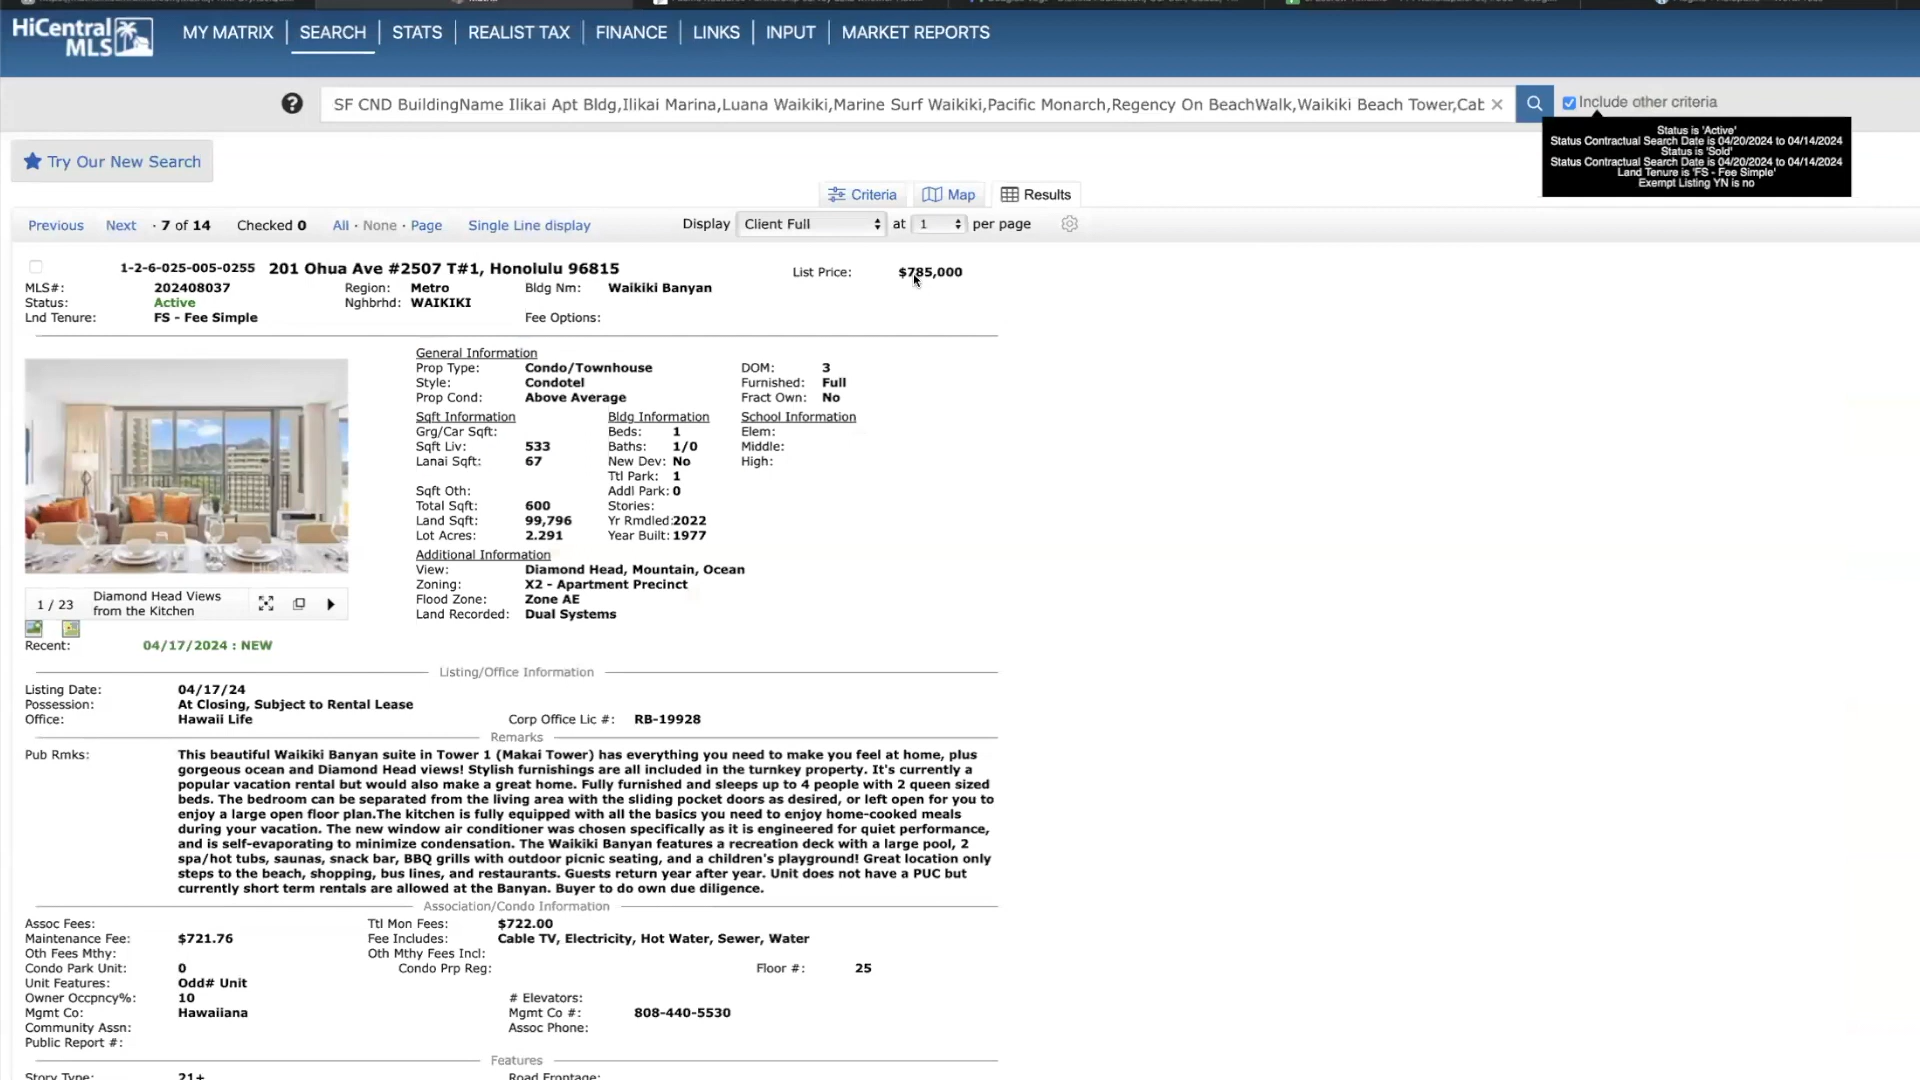 HiCentral MLS
MY MATRIX SEARCH STATS REALIST TAX FINANCE LINKS INPUT MARKET REPORTS
? SF CND BuildingName Ilikai Apt Bldg,Ilikai Marina,Luana Waikiki,Marine Surf Waikiki,Pacific Monarch,Regency On BeachWalk,Waikiki Beach Tower,Cab Include other criteria
Status is 'Active'
Status Contractual Search Date is 04/20/2024 to 04/14/2024
Status is 'Sold'
Status Contractual Search Date is 04/20/2024 to 04/14/2024
Land Tenure is 'FS - Fee Simple'
Exempt Listing YN is no
Try Our New Search
Criteria Map Results
Previous Next · 7 of 14 Checked 0 All · None · Page Single Line display Display Client Full at 1 per page
1-2-6-025-005-0255 201 Ohua Ave #2507 T#1, Honolulu 96815 List Price: $785,000
MLS#: 202408037 Region: Metro Bldg Nm: Waikiki Banyan
Status: Active Nghbrhd: WAIKIKI
Lnd Tenure: FS - Fee Simple Fee Options:
General Information
Prop Type: Condo/Townhouse DOM: 3
Style: Condotel Furnished: Full
Prop Cond: Above Average Fract Own: No
Sqft Information Bldg Information School Information
Grg/Car Sqft: Beds: 1 Elem:
Sqft Liv: 533 Baths: 1/0 Middle:
Lanai Sqft: 67 New Dev: No High:
Ttl Park: 1
Sqft Oth: Addl Park: 0
Total Sqft: 600 Stories:
Land Sqft: 99,796 Yr Rmdled: 2022
Lot Acres: 2.291 Year Built: 1977
Additional Information
View: Diamond Head, Mountain, Ocean
Zoning: X2 - Apartment Precinct
Flood Zone: Zone AE
Land Recorded: Dual Systems
1 / 23 Diamond Head Views from the Kitchen
Recent: 04/17/2024 : NEW
Listing/Office Information
Listing Date: 04/17/24
Possession: At Closing, Subject to Rental Lease
Office: Hawaii Life Corp Office Lic #: RB-19928
Remarks
Pub Rmks: This beautiful Waikiki Banyan suite in Tower 1 (Makai Tower) has everything you need to make you feel at home, plus
gorgeous ocean and Diamond Head views! Stylish furnishings are all included in the turnkey property. It's currently a
popular vacation rental but would also make a great home. Fully furnished and sleeps up to 4 people with 2 queen sized
beds. The bedroom can be separated from the living area with the sliding pocket doors as desired, or left open for you to
enjoy a large open floor plan.The kitchen is fully equipped with all the basics you need to enjoy home-cooked meals
during your vacation. The new window air conditioner was chosen specifically as it is engineered for quiet performance,
and is self-evaporating to minimize condensation. The Waikiki Banyan features a recreation deck with a large pool, 2
spa/hot tubs, saunas, snack bar, BBQ grills with outdoor picnic seating, and a children's playground! Great location only
steps to the beach, shopping, bus lines, and restaurants. Guests return year after year. Unit does not have a PUC but
currently short term rentals are allowed at the Banyan. Buyer to do own due diligence.
Association/Condo Information
Assoc Fees: Ttl Mon Fees: $722.00
Maintenance Fee: $721.76 Fee Includes: Cable TV, Electricity, Hot Water, Sewer, Water
Oth Fees Mthy: Oth Mthy Fees Incl:
Condo Park Unit: 0 Condo Prp Reg: Floor #: 25
Unit Features: Odd# Unit
Owner Occpncy%: 10 # Elevators:
Mgmt Co: Hawaiiana Mgmt Co #: 808-440-5530
Community Assn: Assoc Phone:
Public Report #:
Features
Story Type: 21+ Road Frontage: